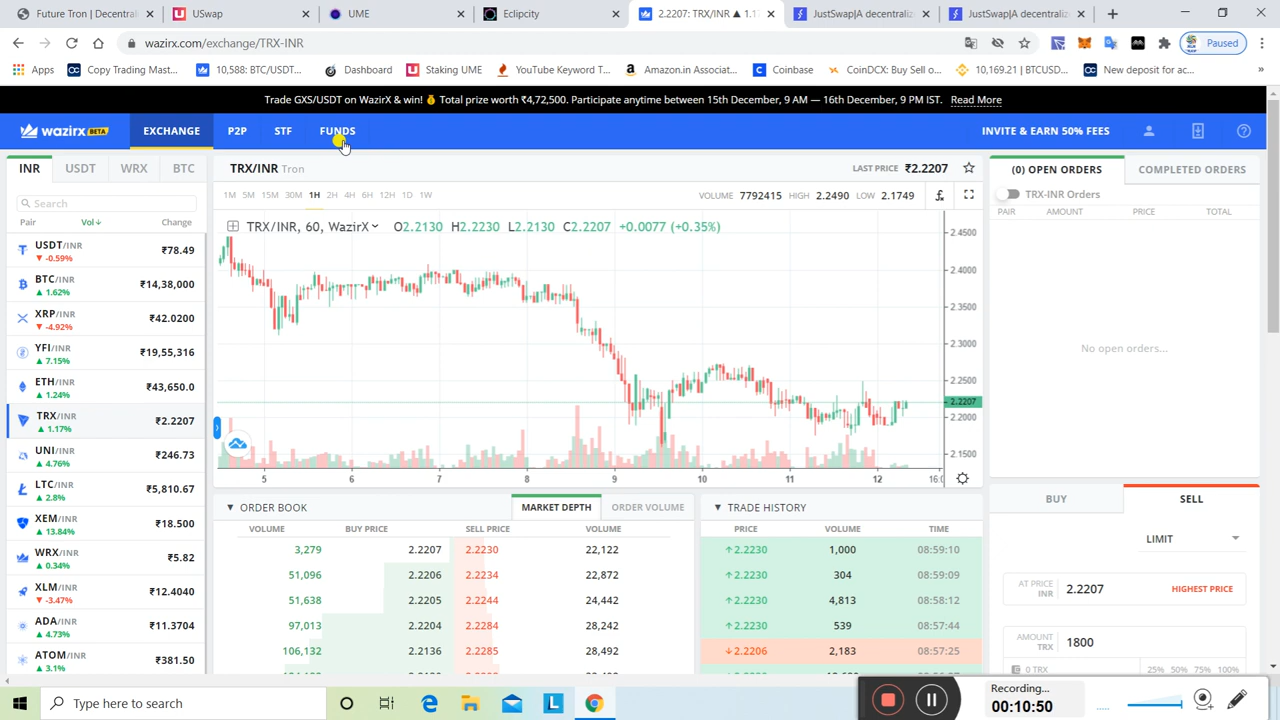 Future Tron | Decentrali
USwap
UME
Eclipcity
2.2207: TRX/INR ▲ 1.1
JustSwap|A decentraliz
JustSwap|A decentraliz
wazirx.com/exchange/TRX-INR
Paused
Apps
Copy Trading Mast...
10,588: BTC/USDT...
Dashboard
Staking UME
YouTube Keyword T...
Amazon.in Associat...
Coinbase
CoinDCX: Buy Sell o...
10,169.21 | BTCUSD...
New deposit for ac...
Trade GXS/USDT on WazirX & win! 💰 Total prize worth ₹4,72,500. Participate anytime between 15th December, 9 AM — 16th December, 9 PM IST. Read More
wazirx BETA
EXCHANGE
P2P
STF
FUNDS
INVITE & EARN 50% FEES
INR USDT WRX BTC
Search
Pair Vol↓ Change
USDT/INR ₹78.49
▼ -0.59%
BTC/INR ₹14,38,000
▲ 1.62%
XRP/INR ₹42.0200
▼ -4.92%
YFI/INR ₹19,55,316
▲ 7.15%
ETH/INR ₹43,650.0
▲ 1.24%
TRX/INR ₹2.2207
▲ 1.17%
UNI/INR ₹246.73
▲ 4.76%
LTC/INR ₹5,810.67
▲ 2.8%
XEM/INR ₹18.500
▲ 13.84%
WRX/INR ₹5.82
▲ 0.34%
XLM/INR ₹12.4040
▼ -3.47%
ADA/INR ₹11.3704
▲ 4.73%
ATOM/INR ₹381.50
▲ 3.1%
TRX/INR Tron
LAST PRICE ₹2.2207
1M 5M 15M 30M 1H 2H 4H 6H 12H 1D 1W
VOLUME 7792415 HIGH 2.2490 LOW 2.1749
TRX/INR, 60, WazirX O2.2130 H2.2230 L2.2130 C2.2207 +0.0077 (+0.35%)
2.4500
2.4000
2.3500
2.3000
2.2500
2.2207
2.2000
2.1500
5 6 7 8 9 10 11 12 16:0
▼ ORDER BOOK
MARKET DEPTH
ORDER VOLUME
VOLUME BUY PRICE SELL PRICE VOLUME
3,279 2.2207 2.2230 22,122
51,096 2.2206 2.2234 22,872
51,638 2.2205 2.2244 24,442
97,013 2.2204 2.2284 28,242
106,132 2.2136 2.2285 28,492
▼ TRADE HISTORY
PRICE VOLUME TIME
↑2.2230 1,000 08:59:10
↑2.2230 304 08:59:09
↑2.2230 4,813 08:58:12
↑2.2230 539 08:57:44
↓2.2206 2,183 08:57:25
(0) OPEN ORDERS
COMPLETED ORDERS
TRX-INR Orders
PAIR AMOUNT PRICE TOTAL
No open orders...
BUY
SELL
LIMIT
AT PRICE
INR
2.2207
HIGHEST PRICE
AMOUNT
TRX
1800
0 TRX
25% 50% 75% 100%
Type here to search
Recording...
00:10:50